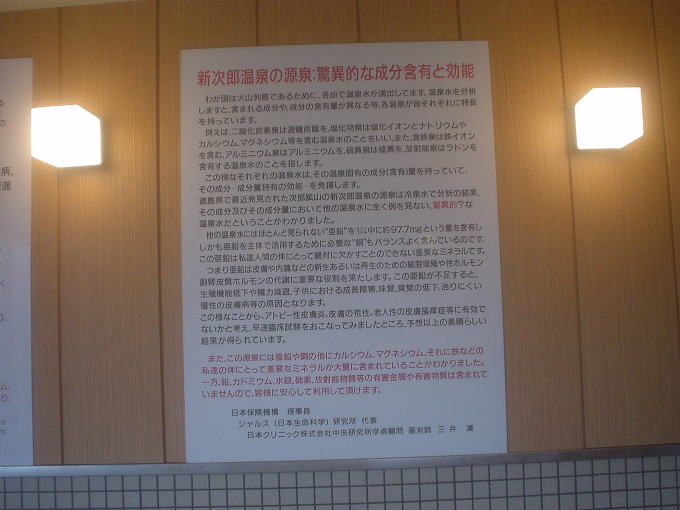 新次郎温泉の源泉:驚異的な成分含有と効能
わが国は火山列島であるために、各地で温泉水が湧出してます。温泉水を分析
しますと、含まれる成分や、成分の含有量が異なる等、各温泉が皆それぞれに特長
を持っています。
例えば、二酸化炭素泉は遊離炭酸を、塩化物泉は塩化イオンとナトリウムや
カルシウム、マグネシウム等を含む温泉水のことをいい、また、含鉄泉は鉄イオン
を含む、アルミニウム泉はアルミニウムを、硫黄泉は硫黄を、放射能泉はラドンを
含有する温泉水のことを指します。
この様なそれぞれの温泉水は、その温泉固有の成分(含有)量を持っていて、
その成分・成分量特有の効能・を発揮します。
徳島県で最近発見された次郎鉱山の新次郎温泉の源泉は冷泉水で分析の結果、
その成分及びその成分量において他の温泉水に全く例を見ない、驚異的?な
温泉水だということがわかりました。
他の温泉水にはほとんど見られない"亜鉛"を1ℓ中に約97.7mgという量を含有し
しかも亜鉛を主体で活用するために必要な"銅"もバランスよく含んでいるのです。
この亜鉛は私達人間の体にとって絶対に欠かすことのできない重要なミネラルです。
つまり亜鉛は皮膚や内臓などの新生あるいは再生のための細胞増殖や性ホルモン
副腎皮質ホルモンの代謝に重要な役割を果たします。この亜鉛が不足すると、
生殖機能低下や精力減退、子供における成長障害、味覚、臭覚の低下、治りにくい
慢性の皮膚病等の原因となります。
この様なことから、アトピー性皮膚炎、皮膚の荒性、老人性の皮膚掻痒症等に有効で
ないかと考え、早速臨床試験をおこなってみましたところ、予想以上の素晴らしい
結果が得られています。
また、この源泉には亜鉛や銅の他にカルシウム、マグネシウム、それに鉄などの
私達の体にとって重要なミネラルが大量に含まれていることがわかりました。
一方、鉛、カドミウム、水銀、砒素、放射能物質等の有害金属や有害物質は含まれて
いませんので、皆様に安心して利用して頂けます。
日本保険機構 理事長
ジャルス(日本生命科学)研究所 代表
日本クリニック株式会社中央研究所学術顧問 薬剤師 三井 満